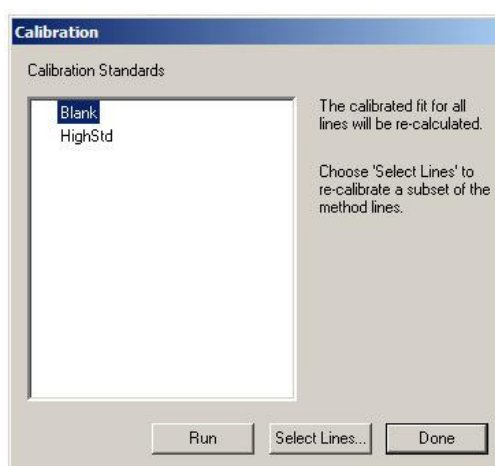 Calibration
Calibration Standards
Blank
HighStd
The calibrated fit for all
lines will be re-calculated.
Choose 'Select Lines' to
re-calibrate a subset of the
method lines.
Run
Select Lines...
Done